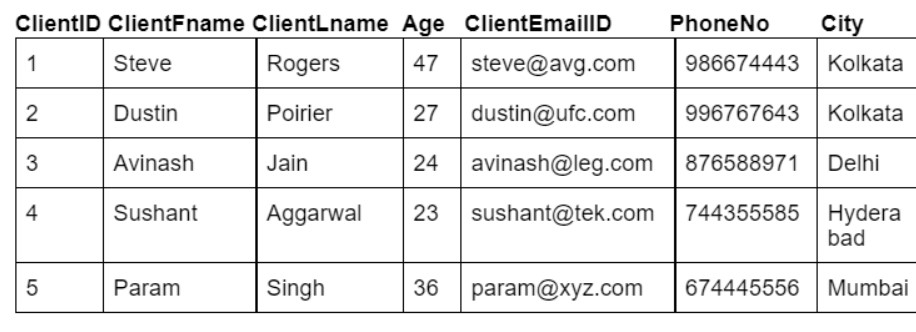 ClientID ClientFname ClientLname Age ClientEmailID PhoneNo City
1 Steve Rogers 47 steve@avg.com 986674443 Kolkata
2 Dustin Poirier 27 dustin@ufc.com 996767643 Kolkata
3 Avinash Jain 24 avinash@leg.com 876588971 Delhi
4 Sushant Aggarwal 23 sushant@tek.com 744355585 Hydera
bad
5 Param Singh 36 param@xyz.com 674445556 Mumbai